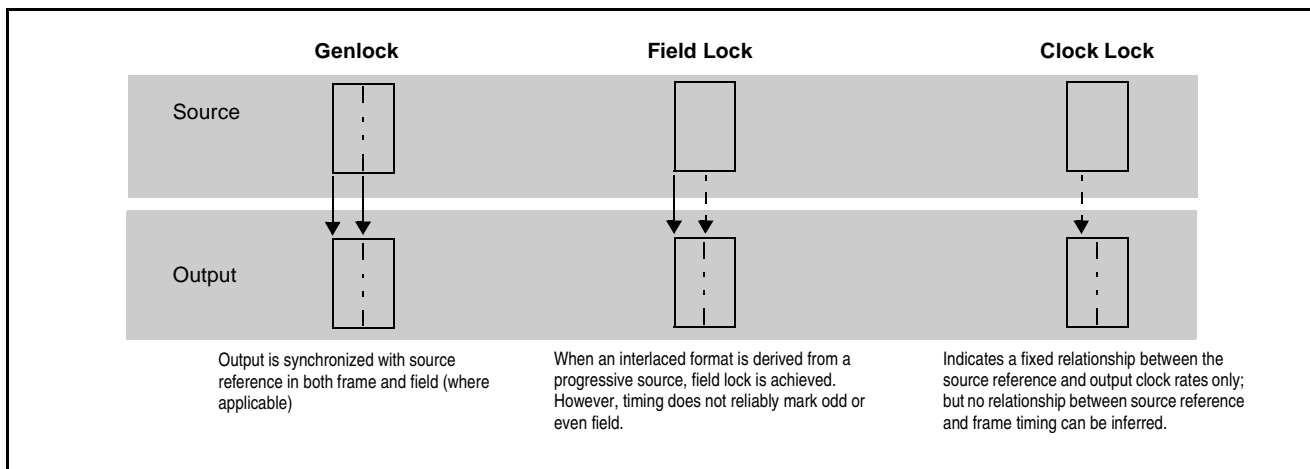 Genlock Field Lock Clock Lock
Source
Output
Output is synchronized with source
reference in both frame and field (where
applicable)
When an interlaced format is derived from a
progressive source, field lock is achieved.
However, timing does not reliably mark odd or
even field.
Indicates a fixed relationship between the
source reference and output clock rates only;
but no relationship between source reference
and frame timing can be inferred.